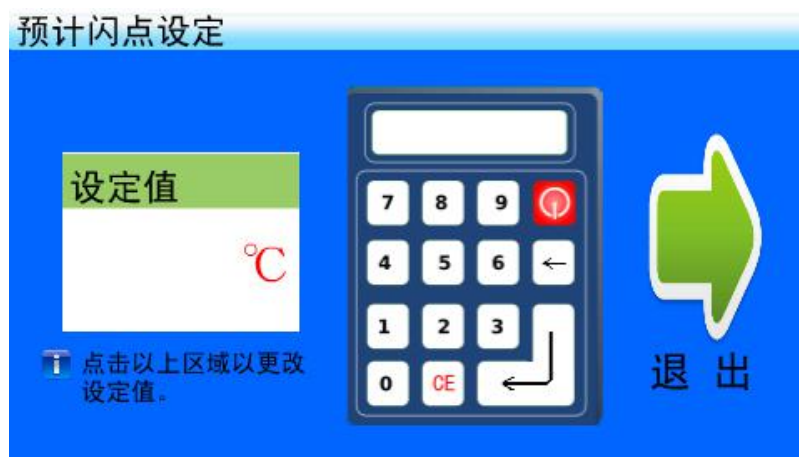 预计闪点设定
设定值
℃
点击以上区域以更改
设定值。
7 8 9
4 5 6 ←
1 2 3
0 CE
退 出